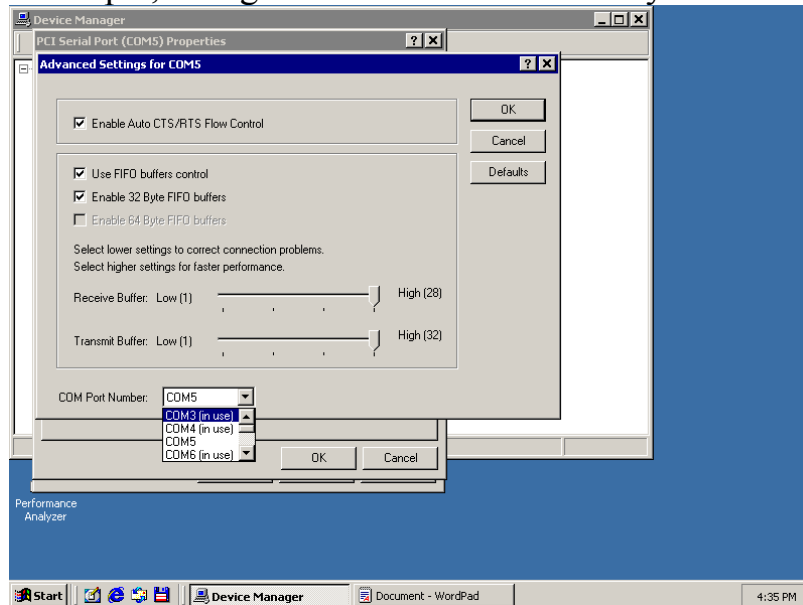 Device Manager
PCI Serial Port (COM5) Properties
Advanced Settings for COM5
Enable Auto CTS/RTS Flow Control
OK
Cancel
Defaults
Use FIFO buffers control
Enable 32 Byte FIFO buffers
Enable 64 Byte FIFO buffers
Select lower settings to correct connection problems.
Select higher settings for faster performance.
Receive Buffer: Low (1) High (28)
Transmit Buffer: Low (1) High (32)
COM Port Number: COM5
COM3 (in use)
COM4 (in use)
COM5
COM6 (in use)
OK Cancel
Performance
Analyzer
Start Device Manager Document - WordPad 4:35 PM